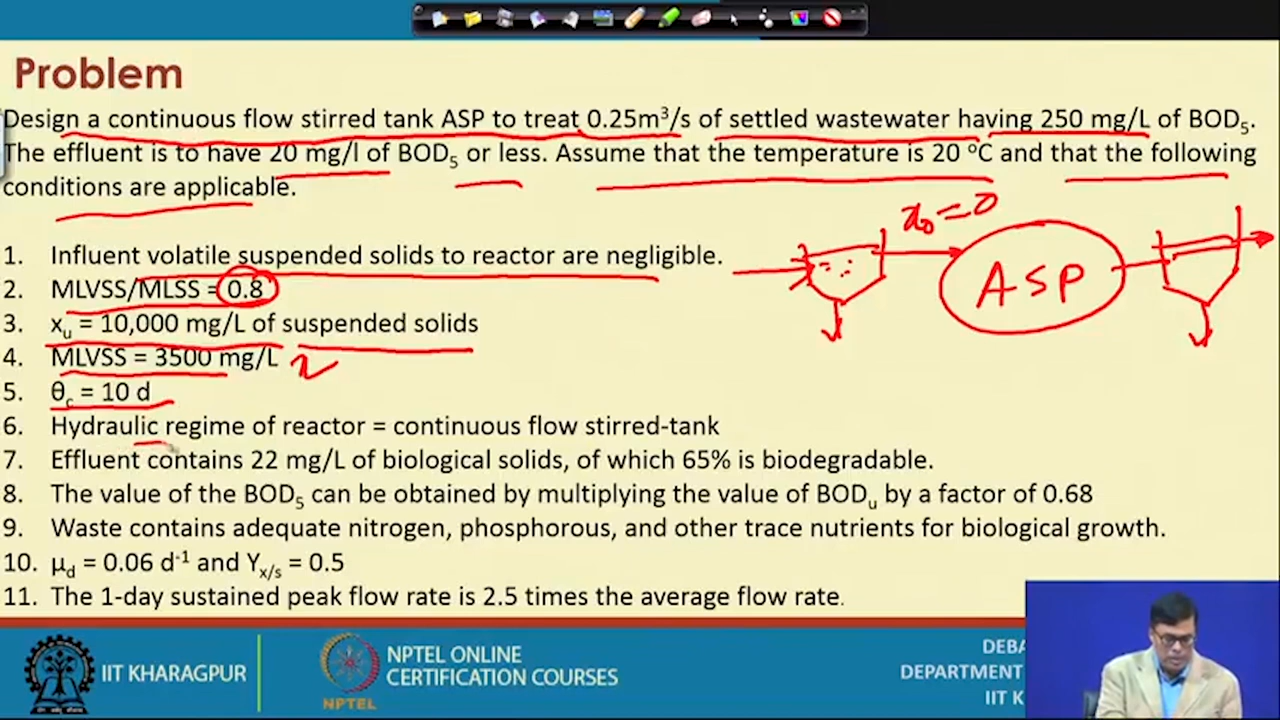 Problem
Design a continuous flow stirred tank ASP to treat 0.25m³/s of settled wastewater having 250 mg/L of BOD₅.
The effluent is to have 20 mg/l of BOD₅ or less. Assume that the temperature is 20 ⁰C and that the following
conditions are applicable.
x₀=0
1. Influent volatile suspended solids to reactor are negligible.
2. MLVSS/MLSS = 0.8
ASP
3. xᵤ = 10,000 mg/L of suspended solids
4. MLVSS = 3500 mg/L
5. θ꜀ = 10 d
6. Hydraulic regime of reactor = continuous flow stirred-tank
7. Effluent contains 22 mg/L of biological solids, of which 65% is biodegradable.
8. The value of the BOD₅ can be obtained by multiplying the value of BODᵤ by a factor of 0.68
9. Waste contains adequate nitrogen, phosphorous, and other trace nutrients for biological growth.
10. μd = 0.06 d⁻¹ and Yx/s = 0.5
11. The 1-day sustained peak flow rate is 2.5 times the average flow rate.
IIT KHARAGPUR
NPTEL
NPTEL ONLINE
CERTIFICATION COURSES
DEBA
DEPARTMENT
IIT K